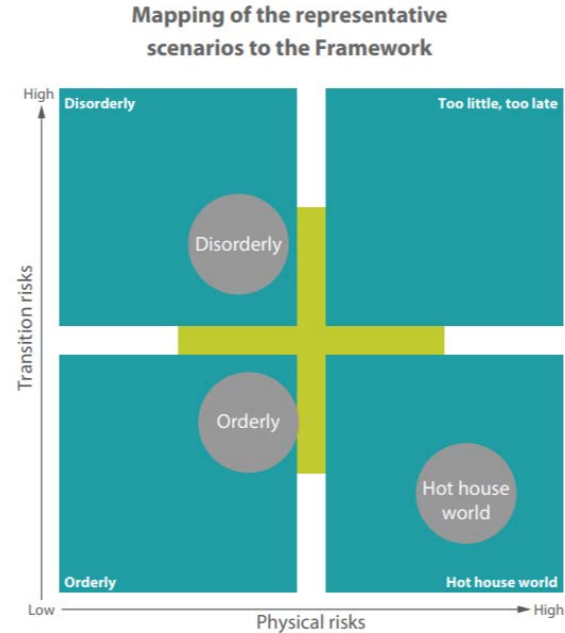 Mapping of the representative
scenarios to the Framework
High
Disorderly
Too little, too late
Disorderly
Transition risks
Orderly
Hot house
world
Orderly
Hot house world
Low
Physical risks
High